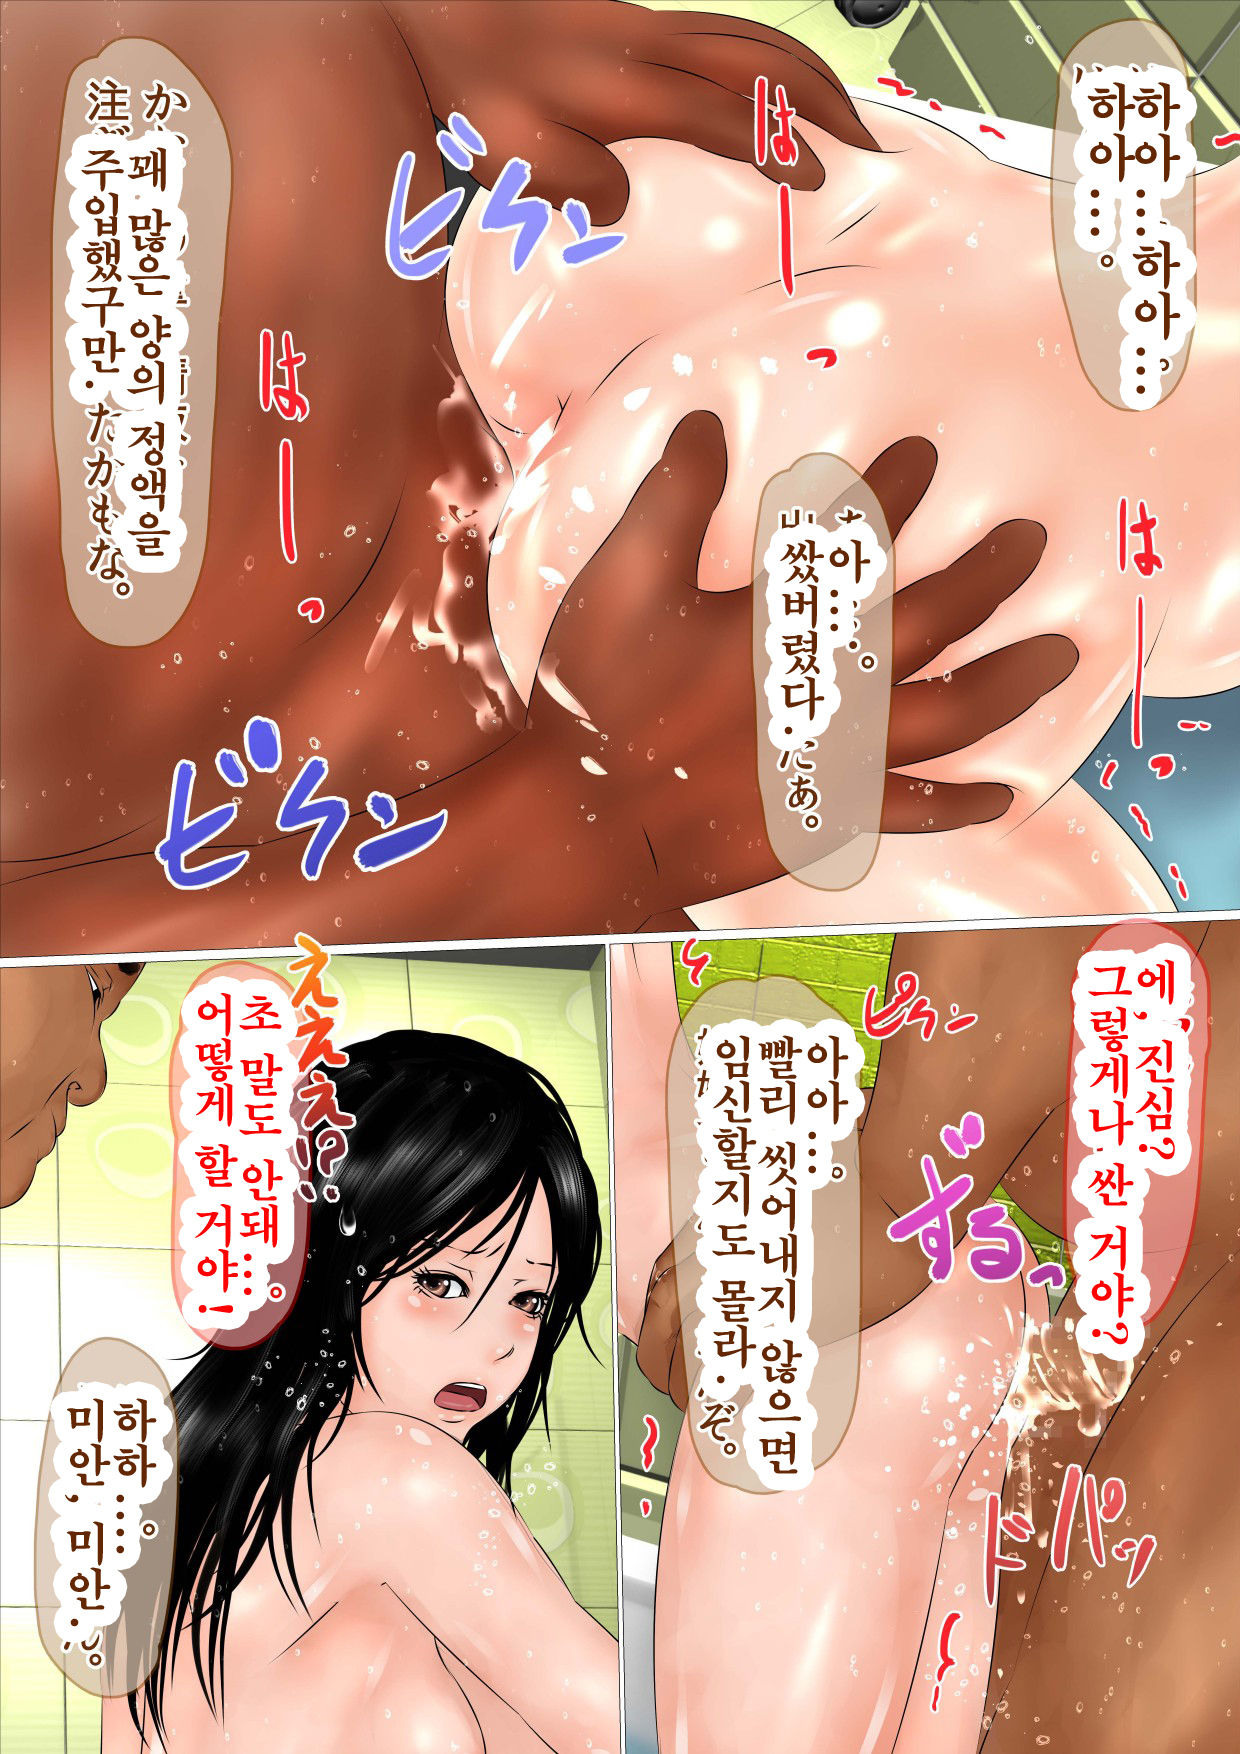 하아…하아…
하아….
はーっ
아….
쌌버렸다.
たぁ。
ビクン
はーっ
꽤 많은 양의 정액을
주입했구만.
たかもな。
はーっ
ビクン
에, 진심?
그렇게나 싼 거야?
ピクン
아아….
빨리 씻어내지 않으면
임신할지도 몰라.
ぞ。
ずるっ
ドパッ
えええ!?
초 말도 안돼….
어떻게 할 거야!
하하….
미안, 미안.